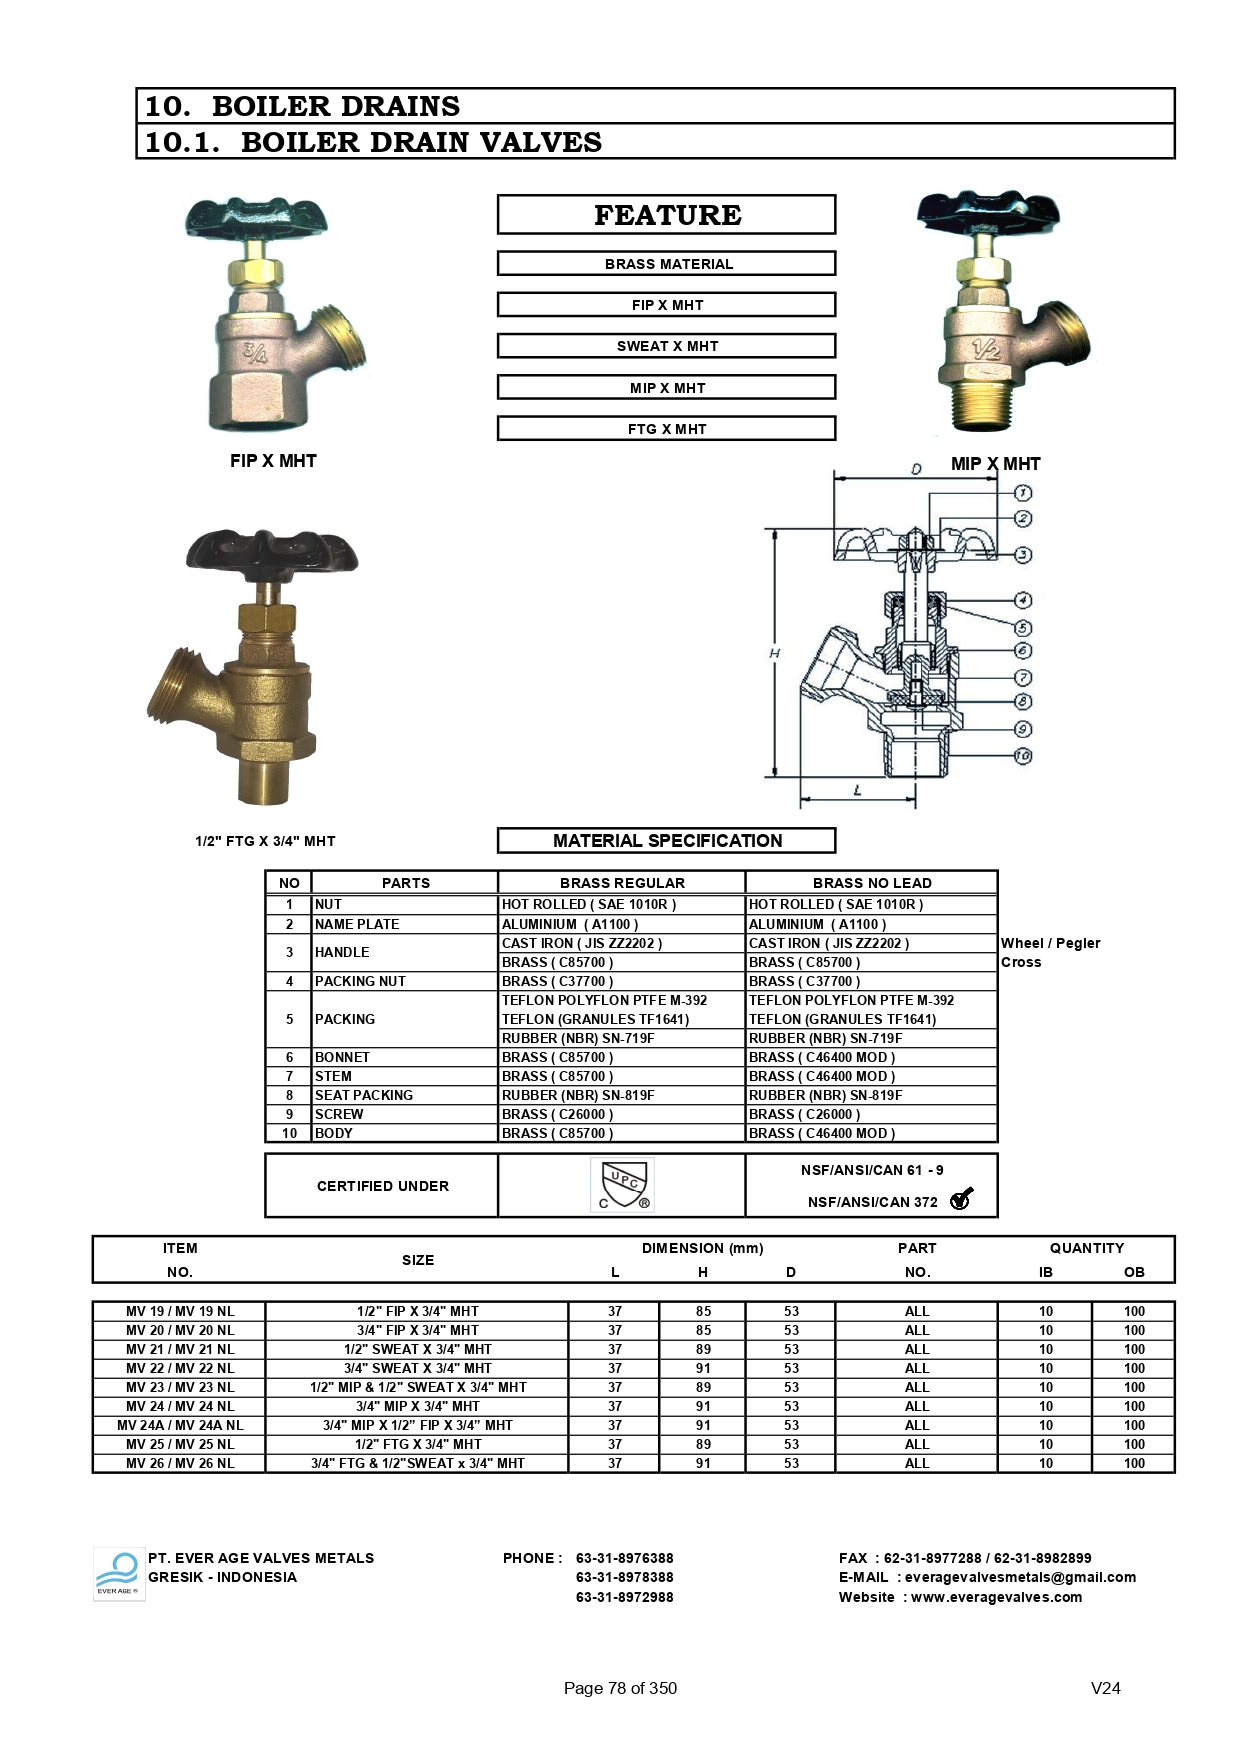 10. BOILER DRAINS
10.1. BOILER DRAIN VALVES
FEATURE
BRASS MATERIAL
FIP X MHT
SWEAT X MHT
MIP X MHT
FTG X MHT
3/4
1/2
FIP X MHT
MIP X MHT
D
1
2
3
4
5
H
6
7
8
9
10
L
1/2" FTG X 3/4" MHT
MATERIAL SPECIFICATION
NO PARTS BRASS REGULAR BRASS NO LEAD
1 NUT HOT ROLLED ( SAE 1010R ) HOT ROLLED ( SAE 1010R )
2 NAME PLATE ALUMINIUM ( A1100 ) ALUMINIUM ( A1100 )
3 HANDLE CAST IRON ( JIS ZZ2202 ) CAST IRON ( JIS ZZ2202 ) Wheel / Pegler
BRASS ( C85700 ) BRASS ( C85700 ) Cross
4 PACKING NUT BRASS ( C37700 ) BRASS ( C37700 )
TEFLON POLYFLON PTFE M-392 TEFLON POLYFLON PTFE M-392
5 PACKING TEFLON (GRANULES TF1641) TEFLON (GRANULES TF1641)
RUBBER (NBR) SN-719F RUBBER (NBR) SN-719F
6 BONNET BRASS ( C85700 ) BRASS ( C46400 MOD )
7 STEM BRASS ( C85700 ) BRASS ( C46400 MOD )
8 SEAT PACKING RUBBER (NBR) SN-819F RUBBER (NBR) SN-819F
9 SCREW BRASS ( C26000 ) BRASS ( C26000 )
10 BODY BRASS ( C85700 ) BRASS ( C46400 MOD )
CERTIFIED UNDER UPC C ® NSF/ANSI/CAN 61 - 9
NSF/ANSI/CAN 372
ITEM SIZE DIMENSION (mm) PART QUANTITY
NO. L H D NO. IB OB
MV 19 / MV 19 NL 1/2" FIP X 3/4" MHT 37 85 53 ALL 10 100
MV 20 / MV 20 NL 3/4" FIP X 3/4" MHT 37 85 53 ALL 10 100
MV 21 / MV 21 NL 1/2" SWEAT X 3/4" MHT 37 89 53 ALL 10 100
MV 22 / MV 22 NL 3/4" SWEAT X 3/4" MHT 37 91 53 ALL 10 100
MV 23 / MV 23 NL 1/2" MIP & 1/2" SWEAT X 3/4" MHT 37 89 53 ALL 10 100
MV 24 / MV 24 NL 3/4" MIP X 3/4" MHT 37 91 53 ALL 10 100
MV 24A / MV 24A NL 3/4" MIP X 1/2” FIP X 3/4” MHT 37 91 53 ALL 10 100
MV 25 / MV 25 NL 1/2" FTG X 3/4" MHT 37 89 53 ALL 10 100
MV 26 / MV 26 NL 3/4" FTG & 1/2"SWEAT x 3/4" MHT 37 91 53 ALL 10 100
EVER AGE ®
PT. EVER AGE VALVES METALS PHONE : 63-31-8976388 FAX : 62-31-8977288 / 62-31-8982899
GRESIK - INDONESIA 63-31-8978388 E-MAIL : everagevalvesmetals@gmail.com
63-31-8972988 Website : www.everagevalves.com
Page 78 of 350 V24